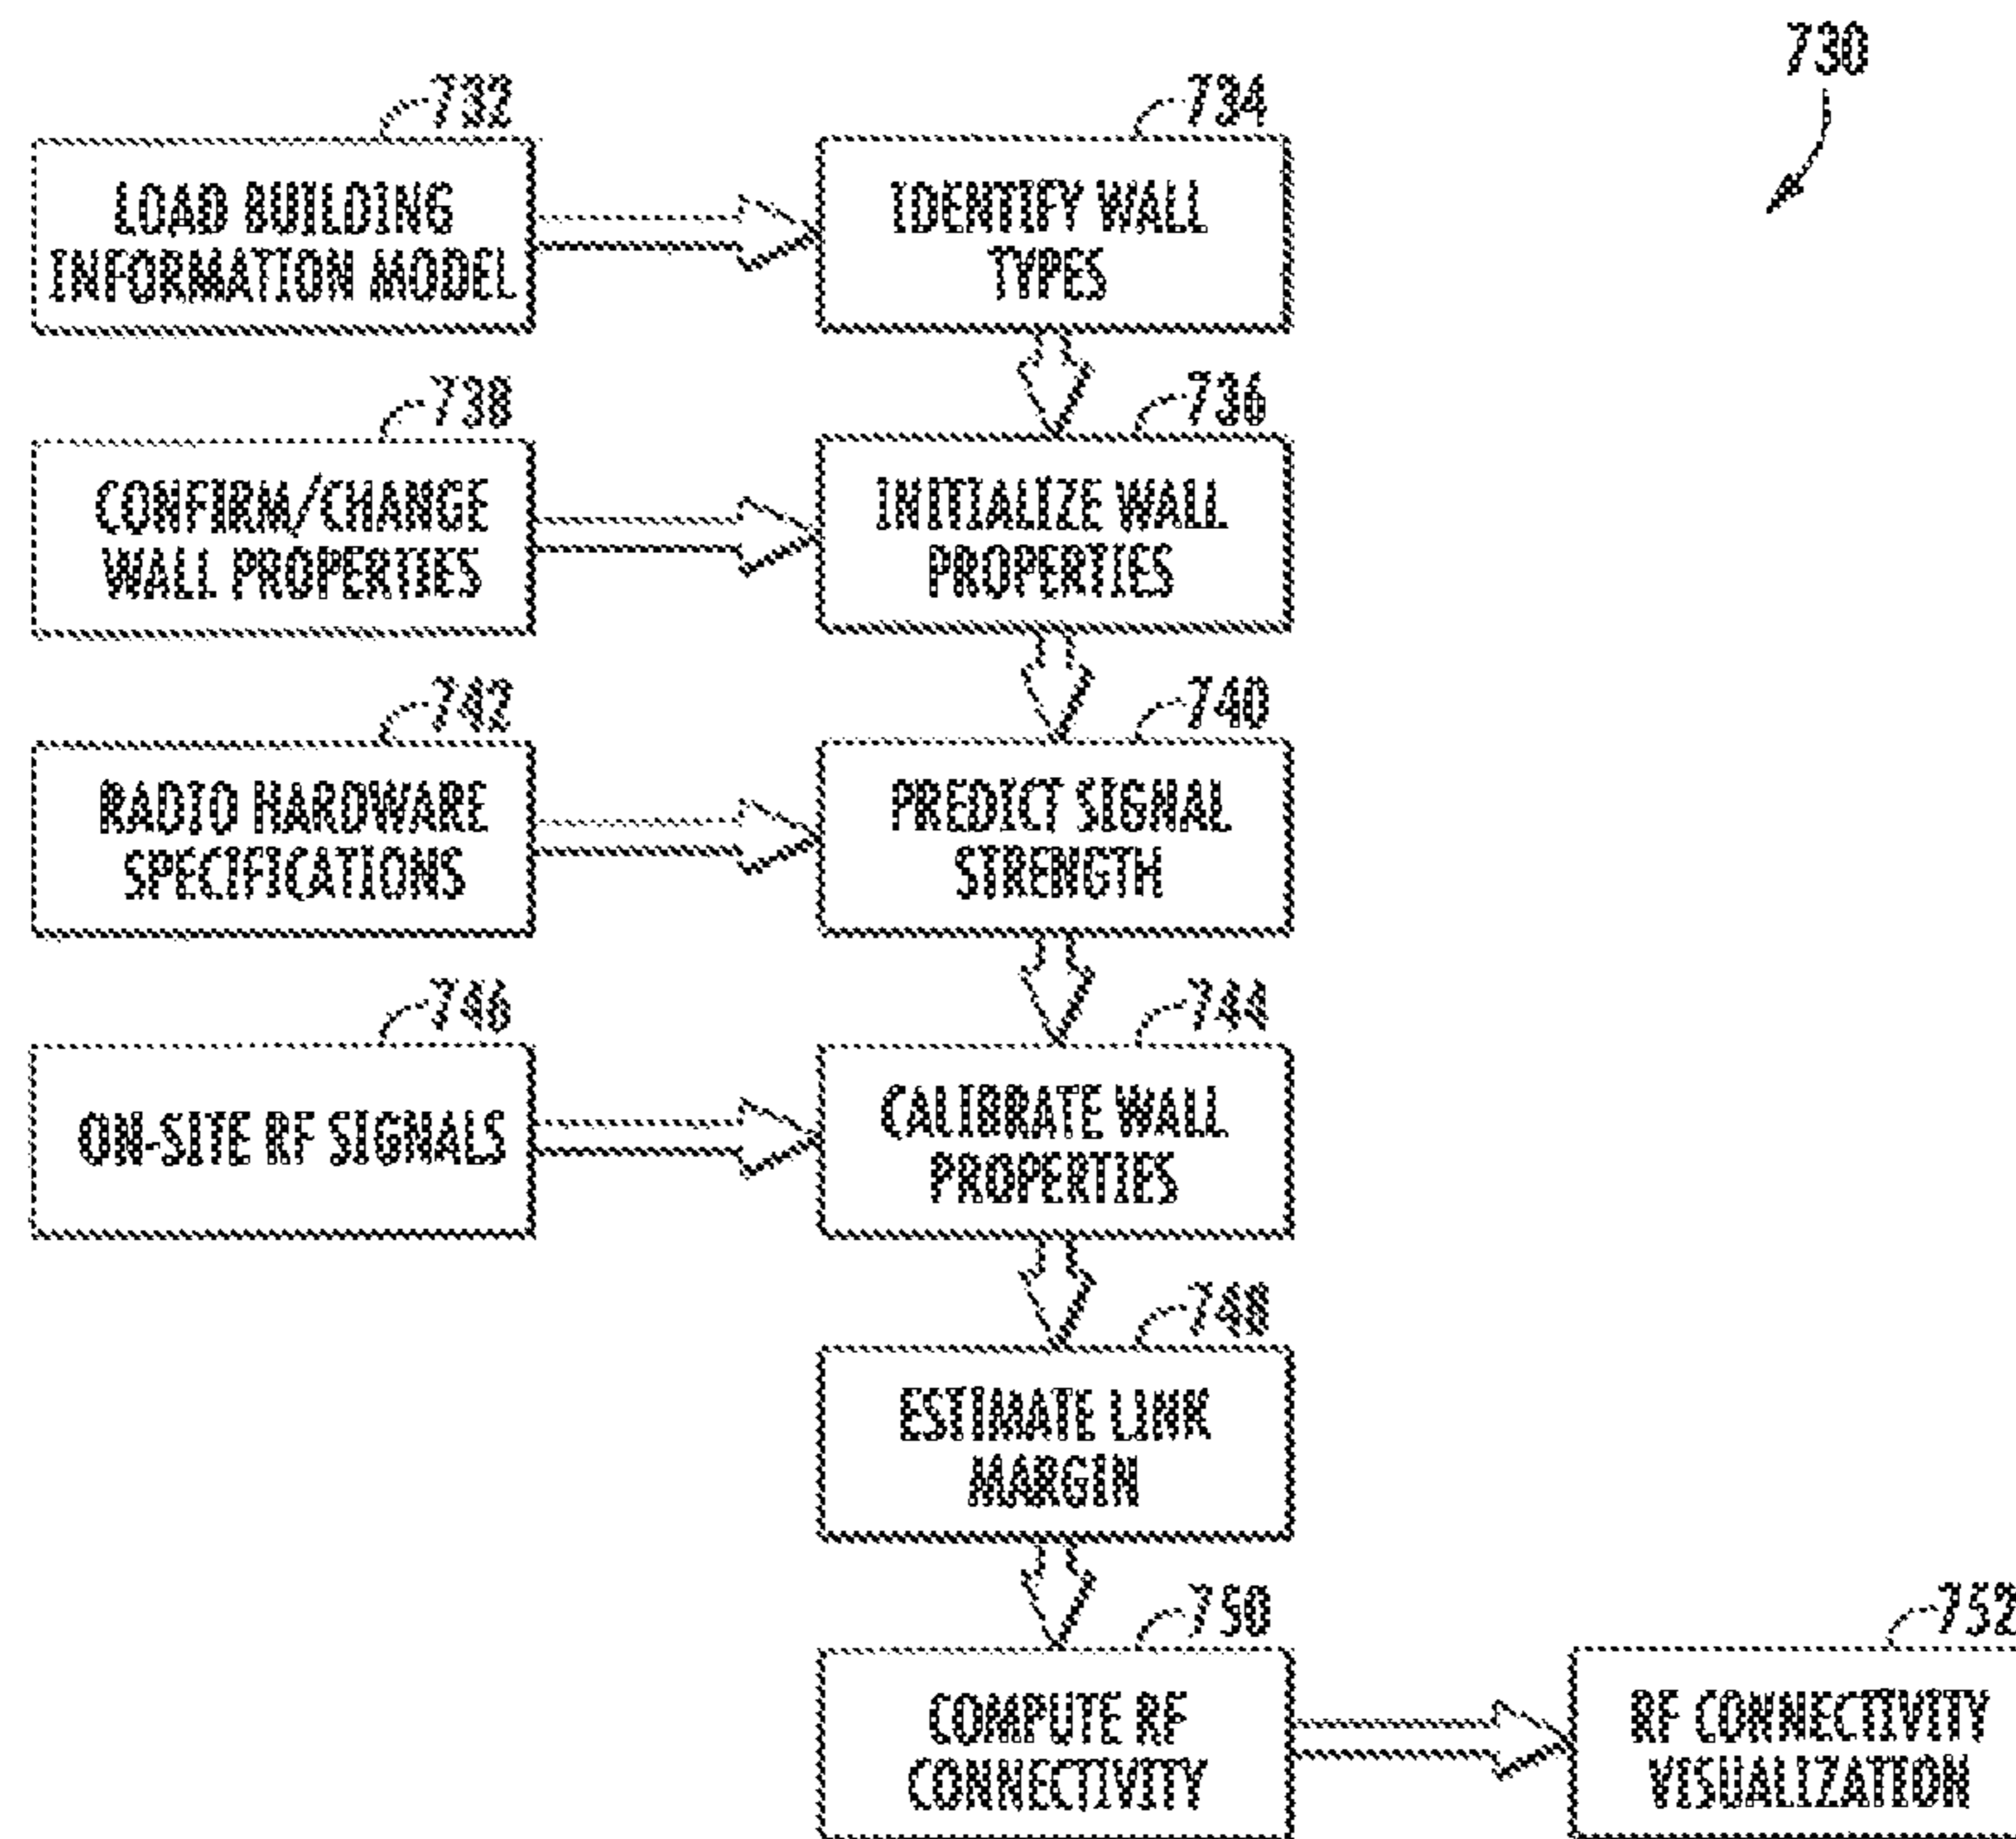 730
732
LOAD BUILDING
INFORMATION MODEL
734
IDENTIFY WALL
TYPES
738
CONFIRM/CHANGE
WALL PROPERTIES
736
INITIALIZE WALL
PROPERTIES
742
RADIO HARDWARE
SPECIFICATIONS
740
PREDICT SIGNAL
STRENGTH
746
ON-SITE RF SIGNALS
744
CALIBRATE WALL
PROPERTIES
748
ESTIMATE LINK
MARGIN
750
COMPUTE RF
CONNECTIVITY
752
RF CONNECTIVITY
VISUALIZATION